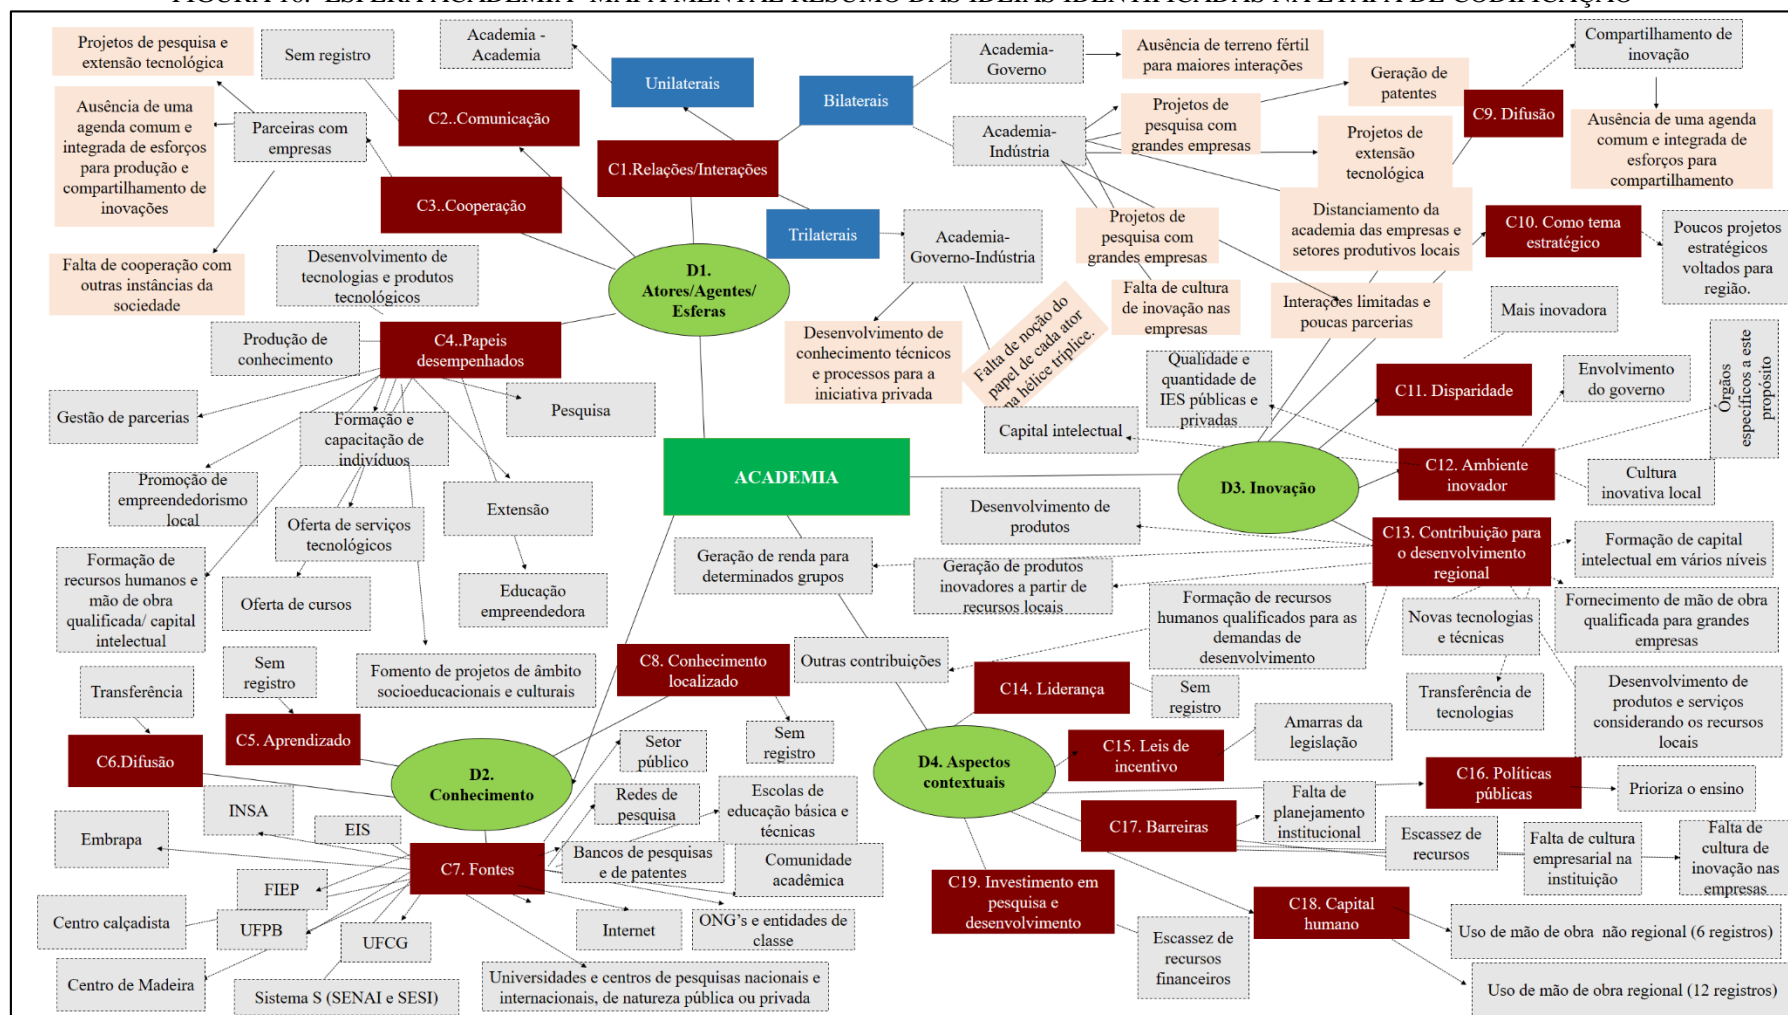 FIGURA 10: ESFERA ACADEMIA- MAPA MENTAL RESUMO DAS IDEIAS IDENTIFICADAS NA ETAPA DE CODIFICAÇÃO
Projetos de pesquisa e
extensão tecnológica
Sem registro
Academia -
Academia
Unilaterais
Bilaterais
Academia-
Governo
Ausência de terreno fértil
para maiores interações
Geração de
patentes
Compartilhamento de
inovação
C9. Difusão
Ausência de uma
agenda comum e
integrada de
esforços para
produção e
compartilhamento de
inovações
Parceiras com
empresas
C2..Comunicação
C1.Relações/Interações
C3..Cooperação
Academia-
Indústria
Projetos de
pesquisa com
grandes empresas
Projetos de
extensão
tecnológica
Ausência de uma agenda
comum e integrada de
esforços para
compartilhamento
Falta de cooperação com
outras instâncias da
sociedade
Desenvolvimento de
tecnologias e produtos
tecnológicos
Trilaterais
Academia-
Governo-Indústria
Projetos de
pesquisa com
grandes empresas
Distanciamento da
academia das empresas e
setores produtivos locais
C10. Como tema
estratégico
Poucos projetos
estratégicos
voltados para
região.
D1.
Atores/Agentes/
Esferas
Falta de cultura
de inovação nas
empresas
Interações limitadas e
poucas parcerias
Mais inovadora
Produção de
conhecimento
C4..Papeis
desempenhados
Desenvolvimento de
conhecimento técnicos
e processos para a
iniciativa privada
Falta de noção do
papel de cada ator
na hélice tríplice.
Qualidade e
quantidade de
IES públicas e
privadas
C11. Disparidade
Envolvimento
do governo
Órgãos
específicos a este
propósito
Gestão de parcerias
Formação e
capacitação de
indivíduos
Pesquisa
Capital intelectual
ACADEMIA
D3. Inovação
C12. Ambiente
inovador
Cultura
inovativa local
Promoção de
empreendedorismo
local
Oferta de serviços
tecnológicos
Extensão
Desenvolvimento de
produtos
C13. Contribuição para
o desenvolvimento
regional
Formação de capital
intelectual em vários
níveis
Formação de
recursos humanos e
mão de obra
qualificada/ capital
intelectual
Oferta de cursos
Educação
empreendedora
Geração de renda para
determinados grupos
Geração de produtos
inovadores a partir de
recursos locais
Formação de recursos
humanos qualificados para as
demandas de
desenvolvimento
Novas tecnologias
e técnicas
Fornecimento de mão de obra
qualificada para grandes
empresas
Fomento de projetos de âmbito
socioeducacionais e culturais
C8. Conhecimento
localizado
Outras contribuições
C14. Liderança
Sem
registro
Transferência de
tecnologias
Desenvolvimento de
produtos e serviços
considerando os recursos
locais
Transferência
Sem
registro
C6.Difusão
C5. Aprendizado
Sem
registro
Setor
público
D2.
Conhecimento
D4. Aspectos
contextuais
C15. Leis de
incentivo
Amarras da
legislação
C16. Políticas
públicas
Prioriza o ensino
INSA
Embrapa
EIS
Redes de
pesquisa
Escolas de
educação básica e
técnicas
C17. Barreiras
Falta de
planejamento
institucional
Escassez de
recursos
Falta de cultura
empresarial na
instituição
Falta de
cultura de
inovação nas
empresas
C7. Fontes
Bancos de pesquisas
e de patentes
Comunidade
acadêmica
FIEP
Centro calçadista
UFPB
UFCG
Internet
ONG's e entidades de
classe
C19. Investimento em
pesquisa e
desenvolvimento
C18. Capital
humano
Uso de mão de obra não regional (6 registros)
Centro de Madeira
Sistema S (SENAI e SESI)
Universidades e centros de pesquisas nacionais e
internacionais, de natureza pública ou privada
Escassez de
recursos
financeiros
Uso de mão de obra regional (12 registros)